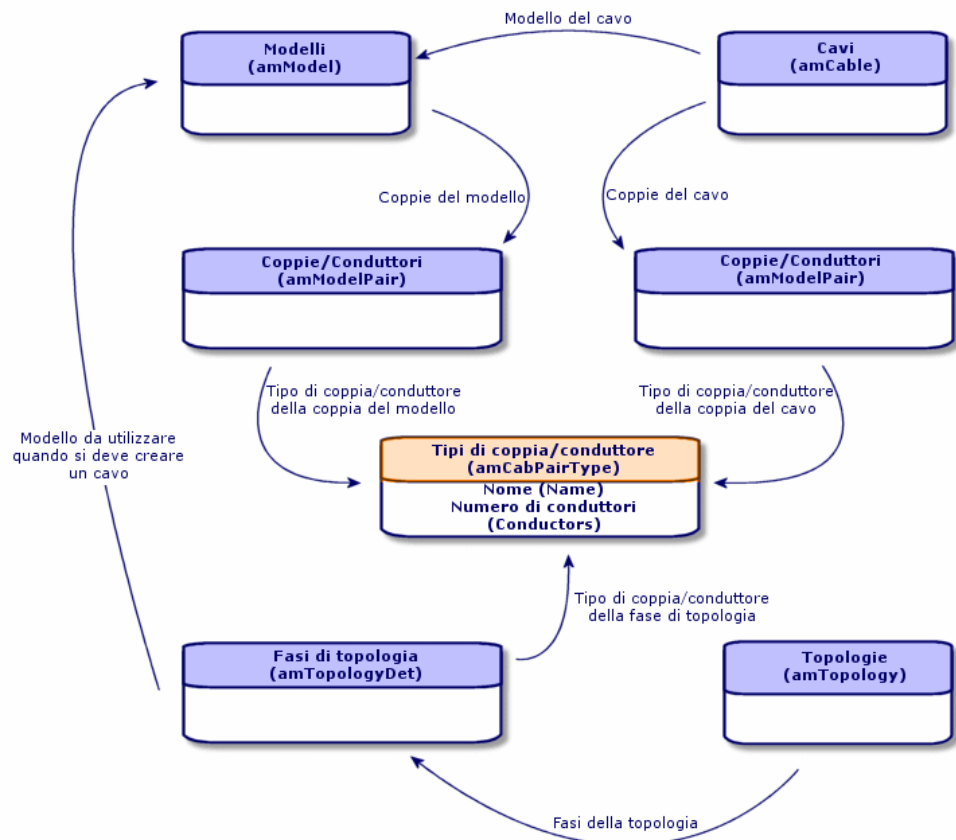 Modello del cavo
Modelli
(amModel)
Cavi
(amCable)
Coppie del modello
Coppie del cavo
Coppie/Conduttori
(amModelPair)
Coppie/Conduttori
(amModelPair)
Tipo di coppia/conduttore
della coppia del modello
Tipo di coppia/conduttore
della coppia del cavo
Modello da utilizzare
quando si deve creare
un cavo
Tipi di coppia/conduttore
(amCabPairType)
Nome (Name)
Numero di conduttori
(Conductors)
Tipo di coppia/conduttore
della fase di topologia
Fasi di topologia
(amTopologyDet)
Topologie
(amTopology)
Fasi della topologia